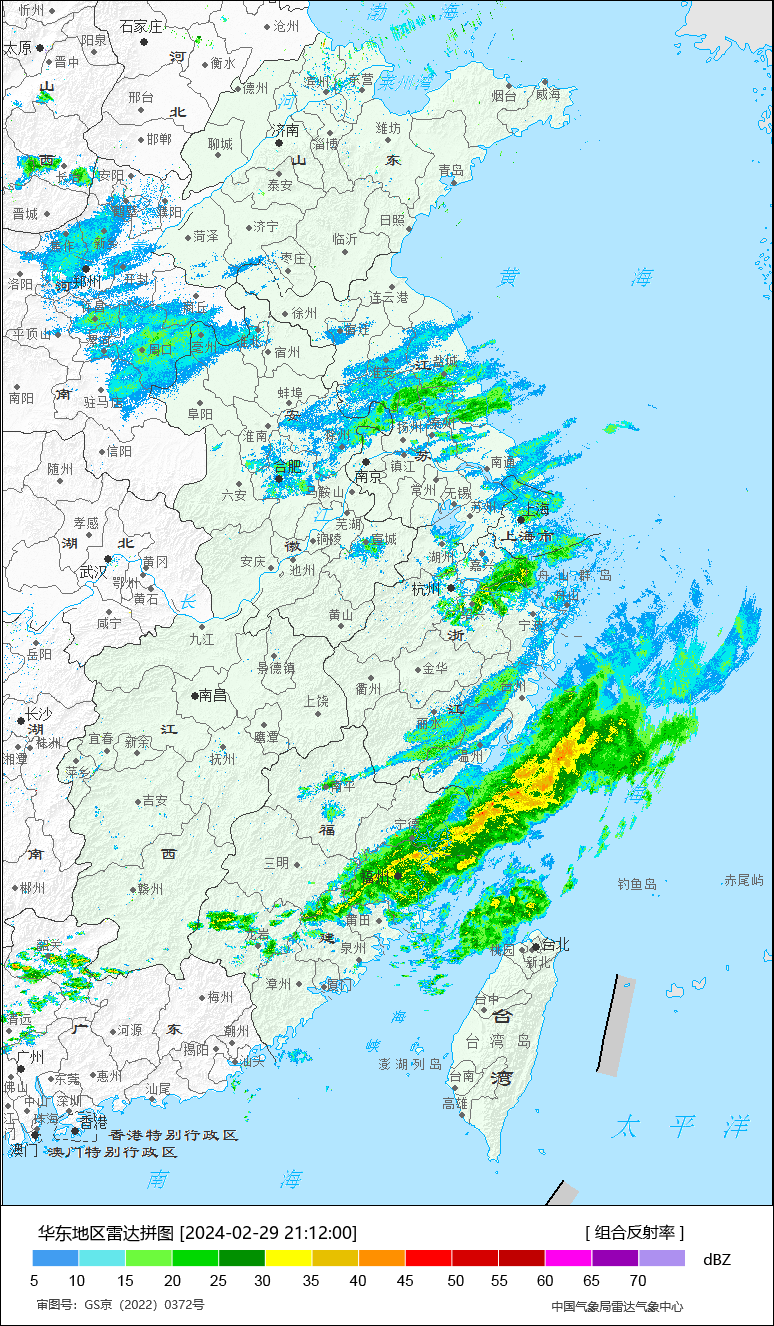 忻州
石家庄
沧州
渤 海
太原
阳泉
河
衡水
晋中
德州
滨州
东营
莱州湾
山
邢台
北
河
烟台
威海
济南
淄博
潍坊
邯郸
聊城
山 东
西
长治
安阳
泰安
青岛
晋城
菏泽
济宁
日照
临沂
新乡
黄 海
洛阳
郑州
开封
枣庄
连云港
商丘
徐州
平顶山
周口
亳州
宿州
盐城
江
南阳
南
驻马店
阜阳
蚌埠
安
扬州
淮南
滁州
苏
信阳
合肥
南京
镇江
南通
随州
六安
马鞍山
常州
无锡
苏州
上海
孝感
芜湖
上海市
湖 北
江
徽
铜陵
宣城
湖州
嘉
黄冈
武汉
安庆
池州
杭州
舟山群岛
鄂州
黄石
长
咸宁
黄山
宁
九江
浙
岳阳
景德镇
金华
衢州
南昌
上饶
台州
长沙
湖
江
丽水
江
株洲
宜春
新余
鹰潭
湘潭
抚州
温州
萍乡
南平
海
吉安
福
宁德
南
西
三明
福州
郴州
赣州
钓鱼岛
赤尾屿
莆田
龙岩
建
泉州
台北
韶关
桃园
新北
漳州
厦门
梅州
台中
清远
广 东
河源
潮州
海
台
台湾岛
揭阳
峡
广州
汕头
澎湖列岛
东莞
惠州
台南
湾
佛山
汕尾
中山
深圳
高雄
江门
珠海
香港
太 平 洋
香港特别行政区
澳门
澳门特别行政区
南 海
华东地区雷达拼图 [2024-02-29 21:12:00]
[ 组合反射率 ]
dBZ
5 10 15 20 25 30 35 40 45 50 55 60 65 70
审图号：GS京（2022）0372号
中国气象局雷达气象中心